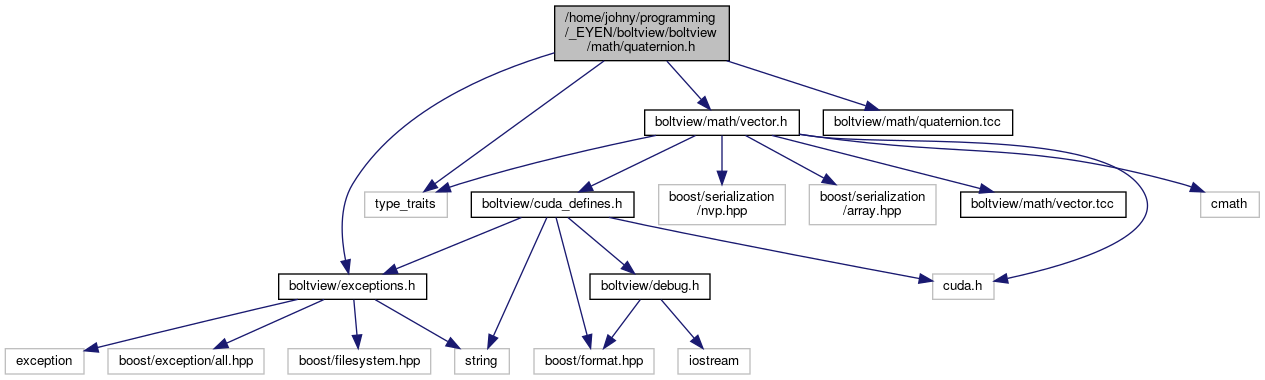 /home/johny/programming
/_EYEN/boltview/boltview
/math/quaternion.h
boltview/math/vector.h
boltview/math/quaternion.tcc
type_traits
boltview/cuda_defines.h
boost/serialization
/nvp.hpp
boost/serialization
/array.hpp
boltview/math/vector.tcc
cmath
boltview/exceptions.h
boltview/debug.h
cuda.h
exception
boost/exception/all.hpp
boost/filesystem.hpp
string
boost/format.hpp
iostream